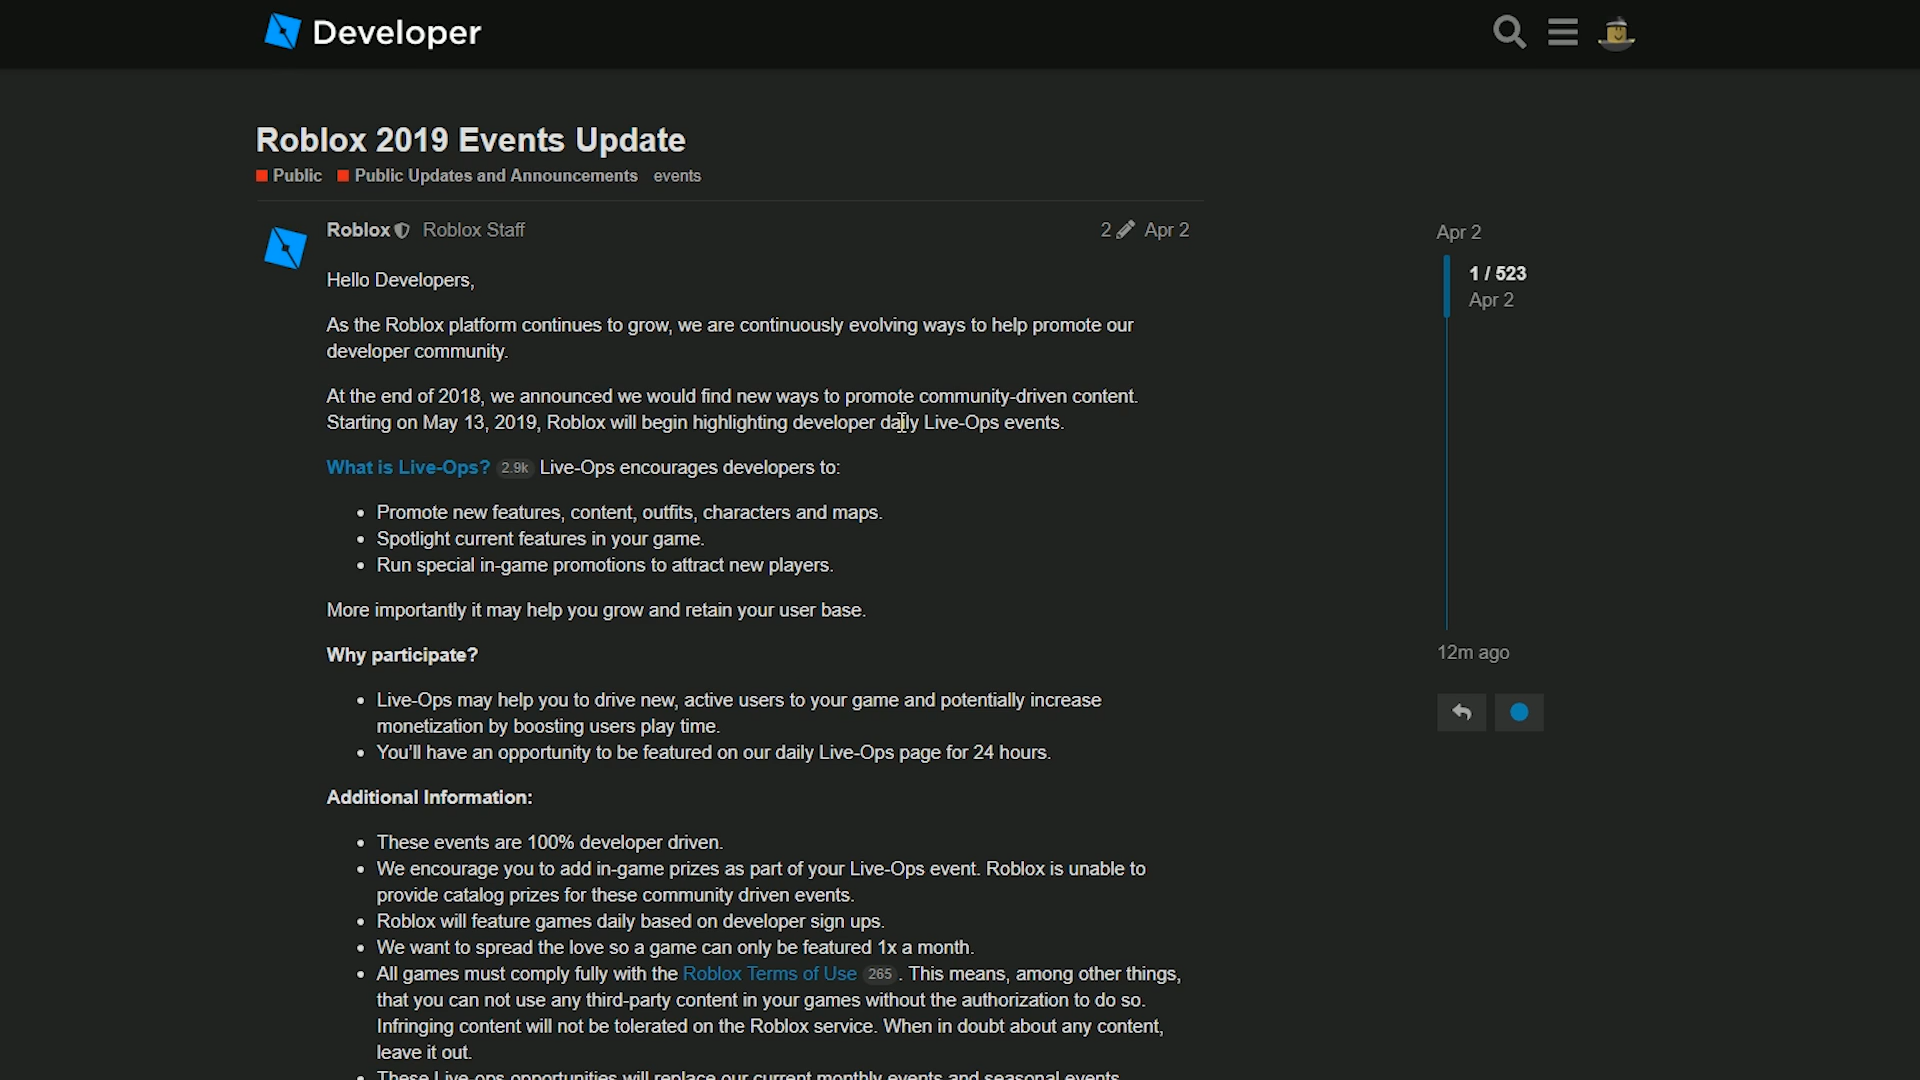 Developer
Roblox 2019 Events Update
Public Public Updates and Announcements events
Roblox Roblox Staff 2 Apr 2
Hello Developers,
As the Roblox platform continues to grow, we are continuously evolving ways to help promote our
developer community.
At the end of 2018, we announced we would find new ways to promote community-driven content.
Starting on May 13, 2019, Roblox will begin highlighting developer daily Live-Ops events.
What is Live-Ops? 2.9k Live-Ops encourages developers to:
• Promote new features, content, outfits, characters and maps.
• Spotlight current features in your game.
• Run special in-game promotions to attract new players.
More importantly it may help you grow and retain your user base.
Why participate?
• Live-Ops may help you to drive new, active users to your game and potentially increase
monetization by boosting users play time.
• You'll have an opportunity to be featured on our daily Live-Ops page for 24 hours.
Additional Information:
• These events are 100% developer driven.
• We encourage you to add in-game prizes as part of your Live-Ops event. Roblox is unable to
provide catalog prizes for these community driven events.
• Roblox will feature games daily based on developer sign ups.
• We want to spread the love so a game can only be featured 1x a month.
• All games must comply fully with the Roblox Terms of Use 265 . This means, among other things,
that you can not use any third-party content in your games without the authorization to do so.
Infringing content will not be tolerated on the Roblox service. When in doubt about any content,
leave it out.
• These Live-ops opportunities will replace our current monthly events and seasonal events
Apr 2
1 / 523
Apr 2
12m ago